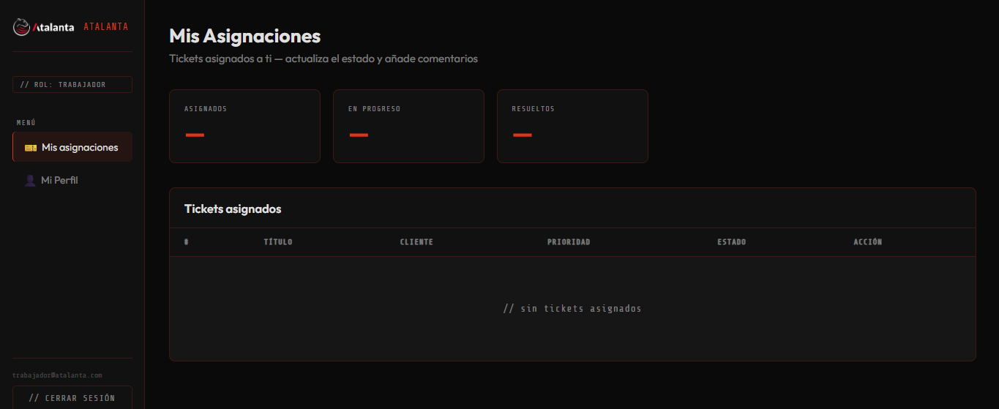 Atalanta ATALANTA
// ROL: TRABAJADOR
MENÚ
Mis asignaciones
Mi Perfil
trabajador@atalanta.com
// CERRAR SESIÓN
Mis Asignaciones
Tickets asignados a ti — actualiza el estado y añade comentarios
ASIGNADOS
—
EN PROGRESO
—
RESUELTOS
—
Tickets asignados
# TÍTULO CLIENTE PRIORIDAD ESTADO ACCIÓN
// sin tickets asignados